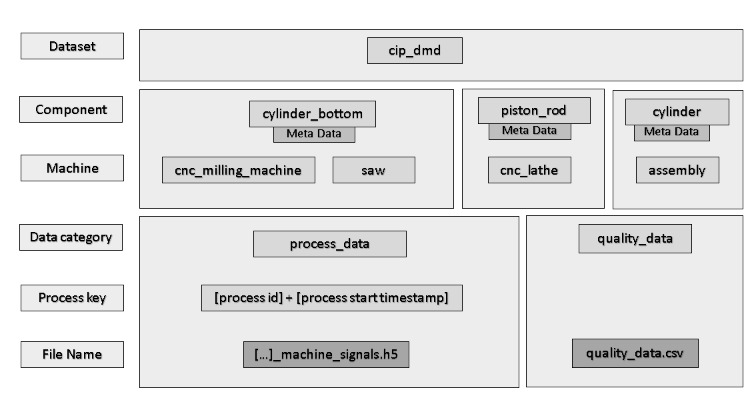 Dataset
cip_dmd
Component
cylinder_bottom
Meta Data
piston_rod
Meta Data
cylinder
Meta Data
Machine
cnc_milling_machine
saw
cnc_lathe
assembly
Data category
process_data
quality_data
Process key
[process id] + [process start timestamp]
File Name
[...]_machine_signals.h5
quality_data.csv